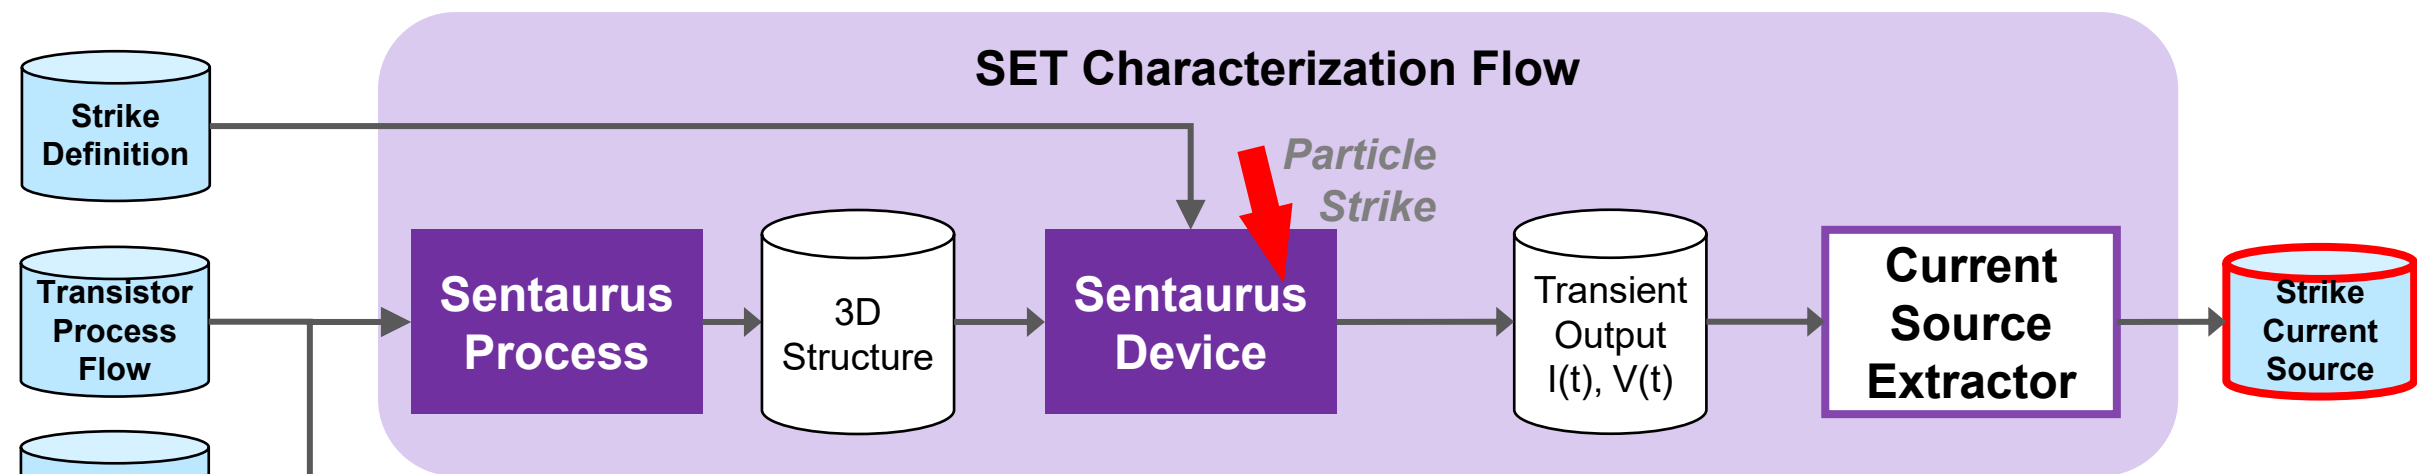 SET Characterization Flow
Strike
Definition
Particle
Strike
Transistor
Process
Flow
Sentaurus
Process
3D
Structure
Sentaurus
Device
Transient
Output
I(t), V(t)
Current
Source
Extractor
Strike
Current
Source